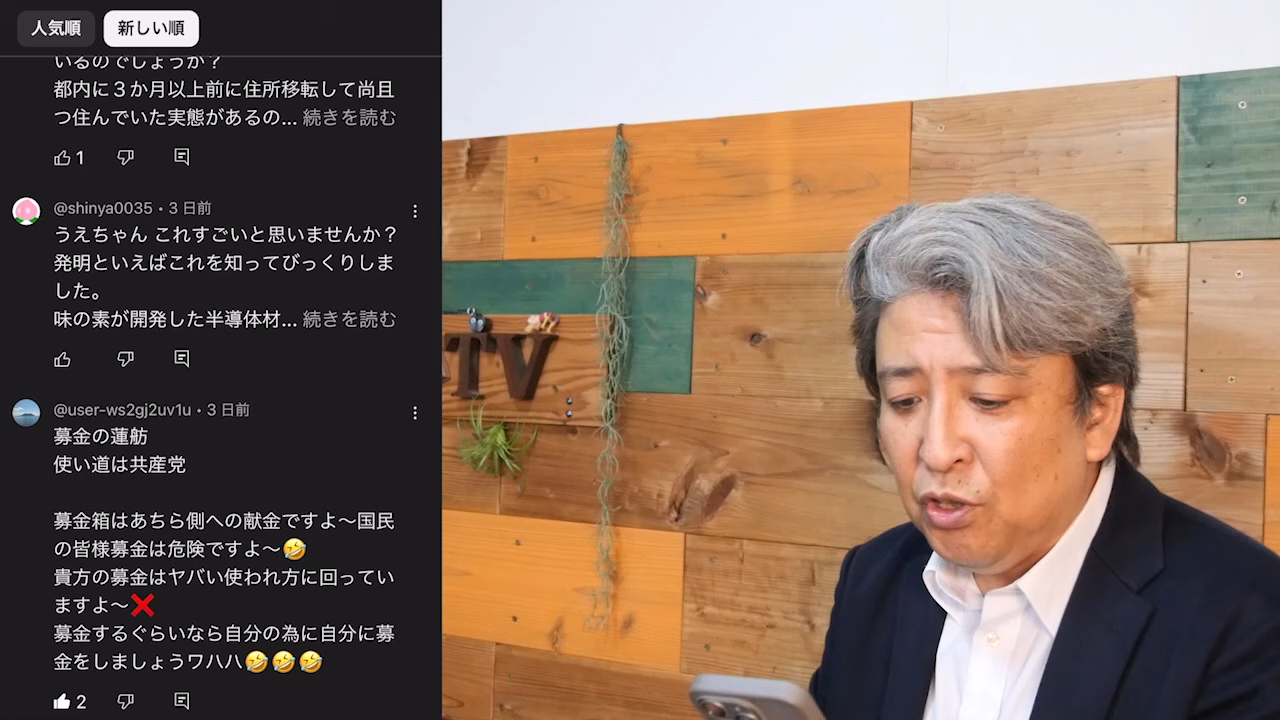 人気順
新しい順
いるのでしょうか？
都内に３か月以上前に住所移転して尚且
つ住んでいた実態があるの... 続きを読む
1
@shinya0035・3 日前
うえちゃん これすごいと思いませんか？
発明といえばこれを知ってびっくりしま
した。
味の素が開発した半導体材... 続きを読む
@user-ws2gj2uv1u・3 日前
募金の蓮舫
使い道は共産党
募金箱はあちら側への献金ですよ〜国民
の皆様募金は危険ですよ〜🤣
貴方の募金はヤバい使われ方に回ってい
ますよ〜❌
募金するぐらいなら自分の為に自分に募
金をしましょうワハハ🤣🤣🤣
2
TV